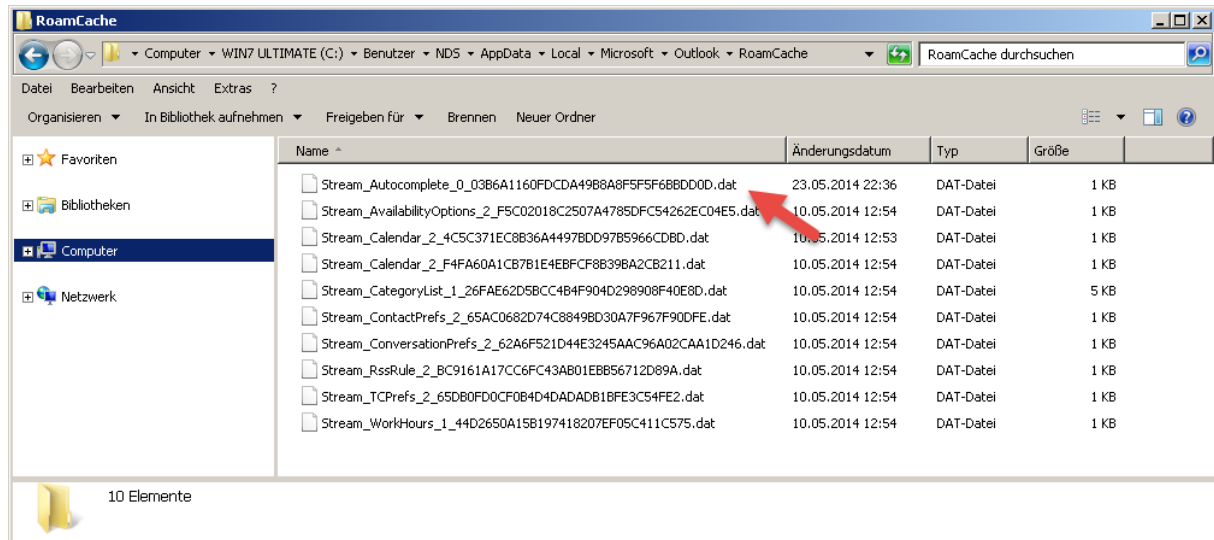 RoamCache
Computer WIN7 ULTIMATE (C:) Benutzer NDS AppData Local Microsoft Outlook RoamCache RoamCache durchsuchen
Datei Bearbeiten Ansicht Extras ?
Organisieren In Bibliothek aufnehmen Freigeben für Brennen Neuer Ordner
Favoriten
Bibliotheken
Computer
Netzwerk
Name Änderungsdatum Typ Größe
Stream_Autocomplete_0_03B6A1160FDCDA49B8A8F5F5F6BBDD0D.dat 23.05.2014 22:36 DAT-Datei 1 KB
Stream_AvailabilityOptions_2_F5C02018C2507A4785DFC54262EC04E5.dat 10.05.2014 12:54 DAT-Datei 1 KB
Stream_Calendar_2_4C5C371EC8B36A4497BDD97B5966CDBD.dat 10.05.2014 12:53 DAT-Datei 1 KB
Stream_Calendar_2_F4FA60A1CB7B1E4EBFCF8B39BA2CB211.dat 10.05.2014 12:54 DAT-Datei 1 KB
Stream_CategoryList_1_26FAE62D5BCC4B4F904D298908F40E8D.dat 10.05.2014 12:54 DAT-Datei 5 KB
Stream_ContactPrefs_2_65AC0682D74C8849BD30A7F967F90DFE.dat 10.05.2014 12:54 DAT-Datei 1 KB
Stream_ConversationPrefs_2_62A6F521D44E3245AAC96A02CAA1D246.dat 10.05.2014 12:54 DAT-Datei 1 KB
Stream_RssRule_2_BC9161A17CC6FC43AB01EBB56712D89A.dat 10.05.2014 12:54 DAT-Datei 1 KB
Stream_TCPrefs_2_65DB0FD0CF0B4D4DADADB1BFE3C54FE2.dat 10.05.2014 12:54 DAT-Datei 1 KB
Stream_WorkHours_1_44D2650A15B197418207EF05C411C575.dat 10.05.2014 12:54 DAT-Datei 1 KB
10 Elemente